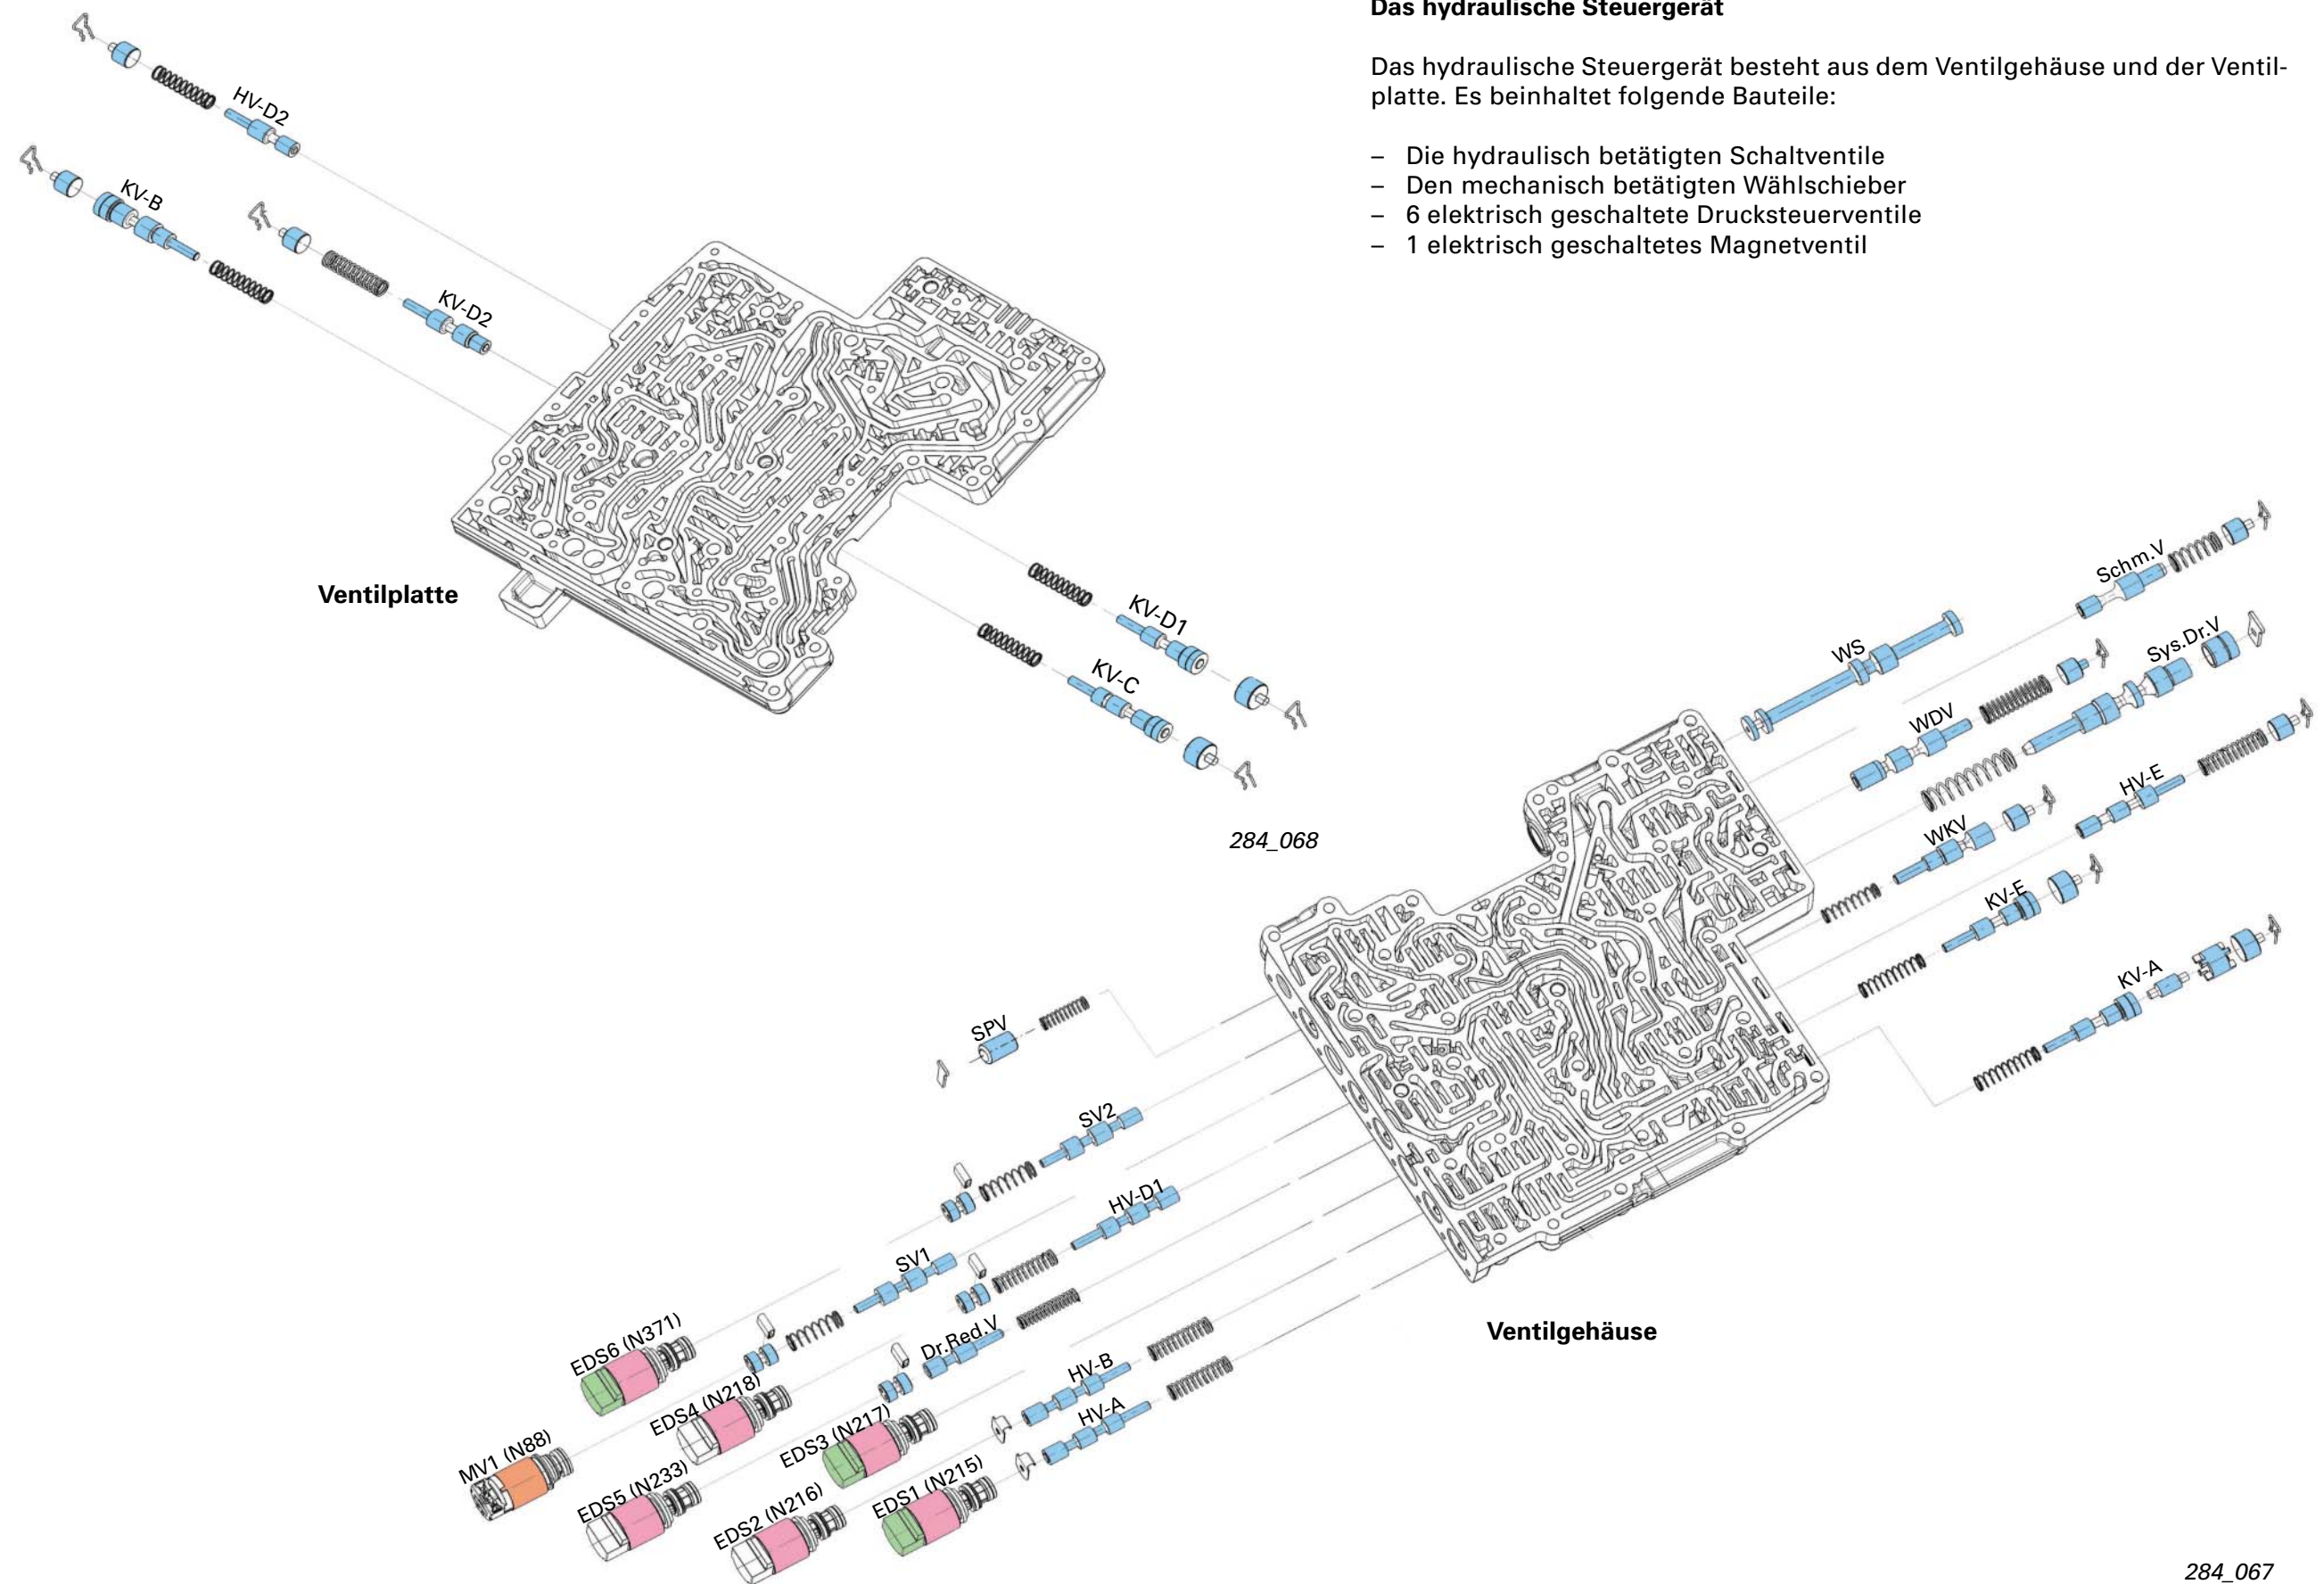 Das hydraulische Steuergerät
Das hydraulische Steuergerät besteht aus dem Ventilgehäuse und der Ventil-
platte. Es beinhaltet folgende Bauteile:
– Die hydraulisch betätigten Schaltventile
– Den mechanisch betätigten Wählschieber
– 6 elektrisch geschaltete Drucksteuerventile
– 1 elektrisch geschaltetes Magnetventil
HV-D2
KV-B
KV-D2
Ventilplatte
KV-D1
KV-C
284_068
Schm.V
WS
Sys.Dr.V
WDV
HV-E
WKV
KV-E
KV-A
SPV
SV2
HV-D1
SV1
Dr.Red.V
HV-B
HV-A
Ventilgehäuse
EDS6 (N371)
EDS4 (N218)
EDS3 (N217)
MV1 (N88)
EDS5 (N233)
EDS2 (N216)
EDS1 (N215)
284_067